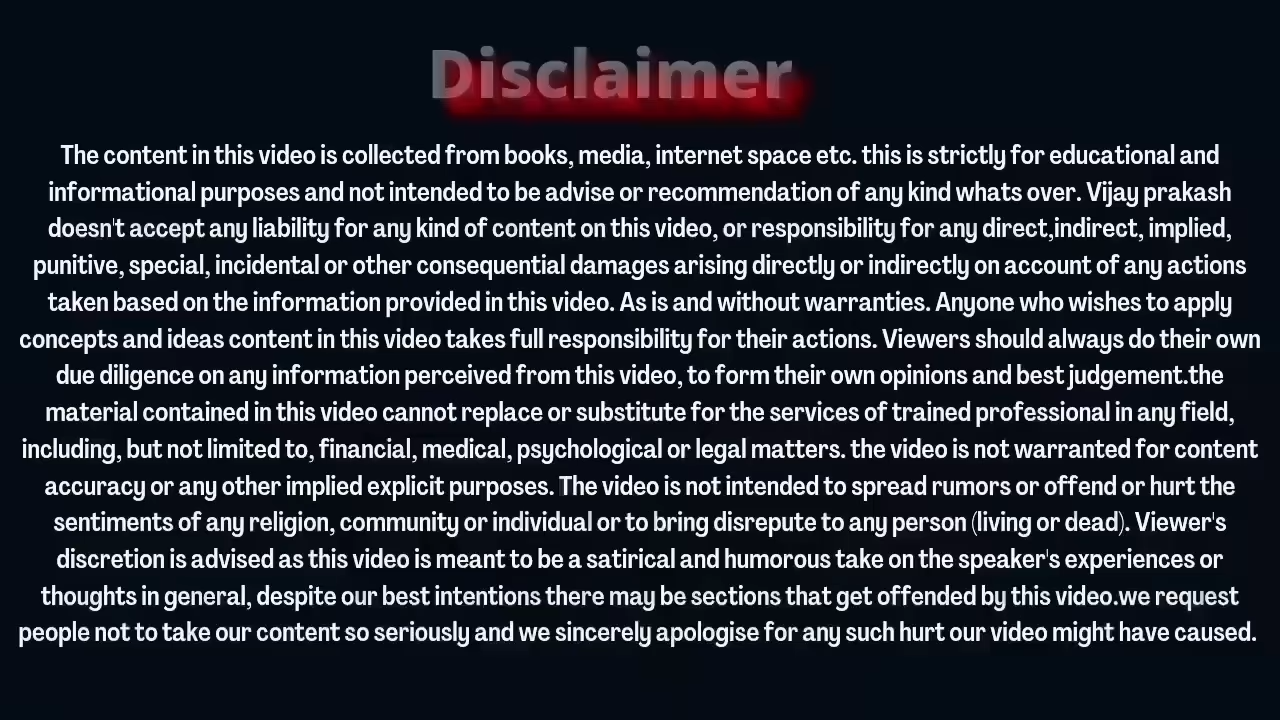 Disclaimer
The content in this video is collected from books, media, internet space etc. this is strictly for educational and
informational purposes and not intended to be advise or recommendation of any kind whats over. Vijay prakash
doesn't accept any liability for any kind of content on this video, or responsibility for any direct,indirect, implied,
punitive, special, incidental or other consequential damages arising directly or indirectly on account of any actions
taken based on the information provided in this video. As is and without warranties. Anyone who wishes to apply
concepts and ideas content in this video takes full responsibility for their actions. Viewers should always do their own
due diligence on any information perceived from this video, to form their own opinions and best judgement.the
material contained in this video cannot replace or substitute for the services of trained professional in any field,
including, but not limited to, financial, medical, psychological or legal matters. the video is not warranted for content
accuracy or any other implied explicit purposes. The video is not intended to spread rumors or offend or hurt the
sentiments of any religion, community or individual or to bring disrepute to any person (living or dead). Viewer's
discretion is advised as this video is meant to be a satirical and humorous take on the speaker's experiences or
thoughts in general, despite our best intentions there may be sections that get offended by this video.we request
people not to take our content so seriously and we sincerely apologise for any such hurt our video might have caused.